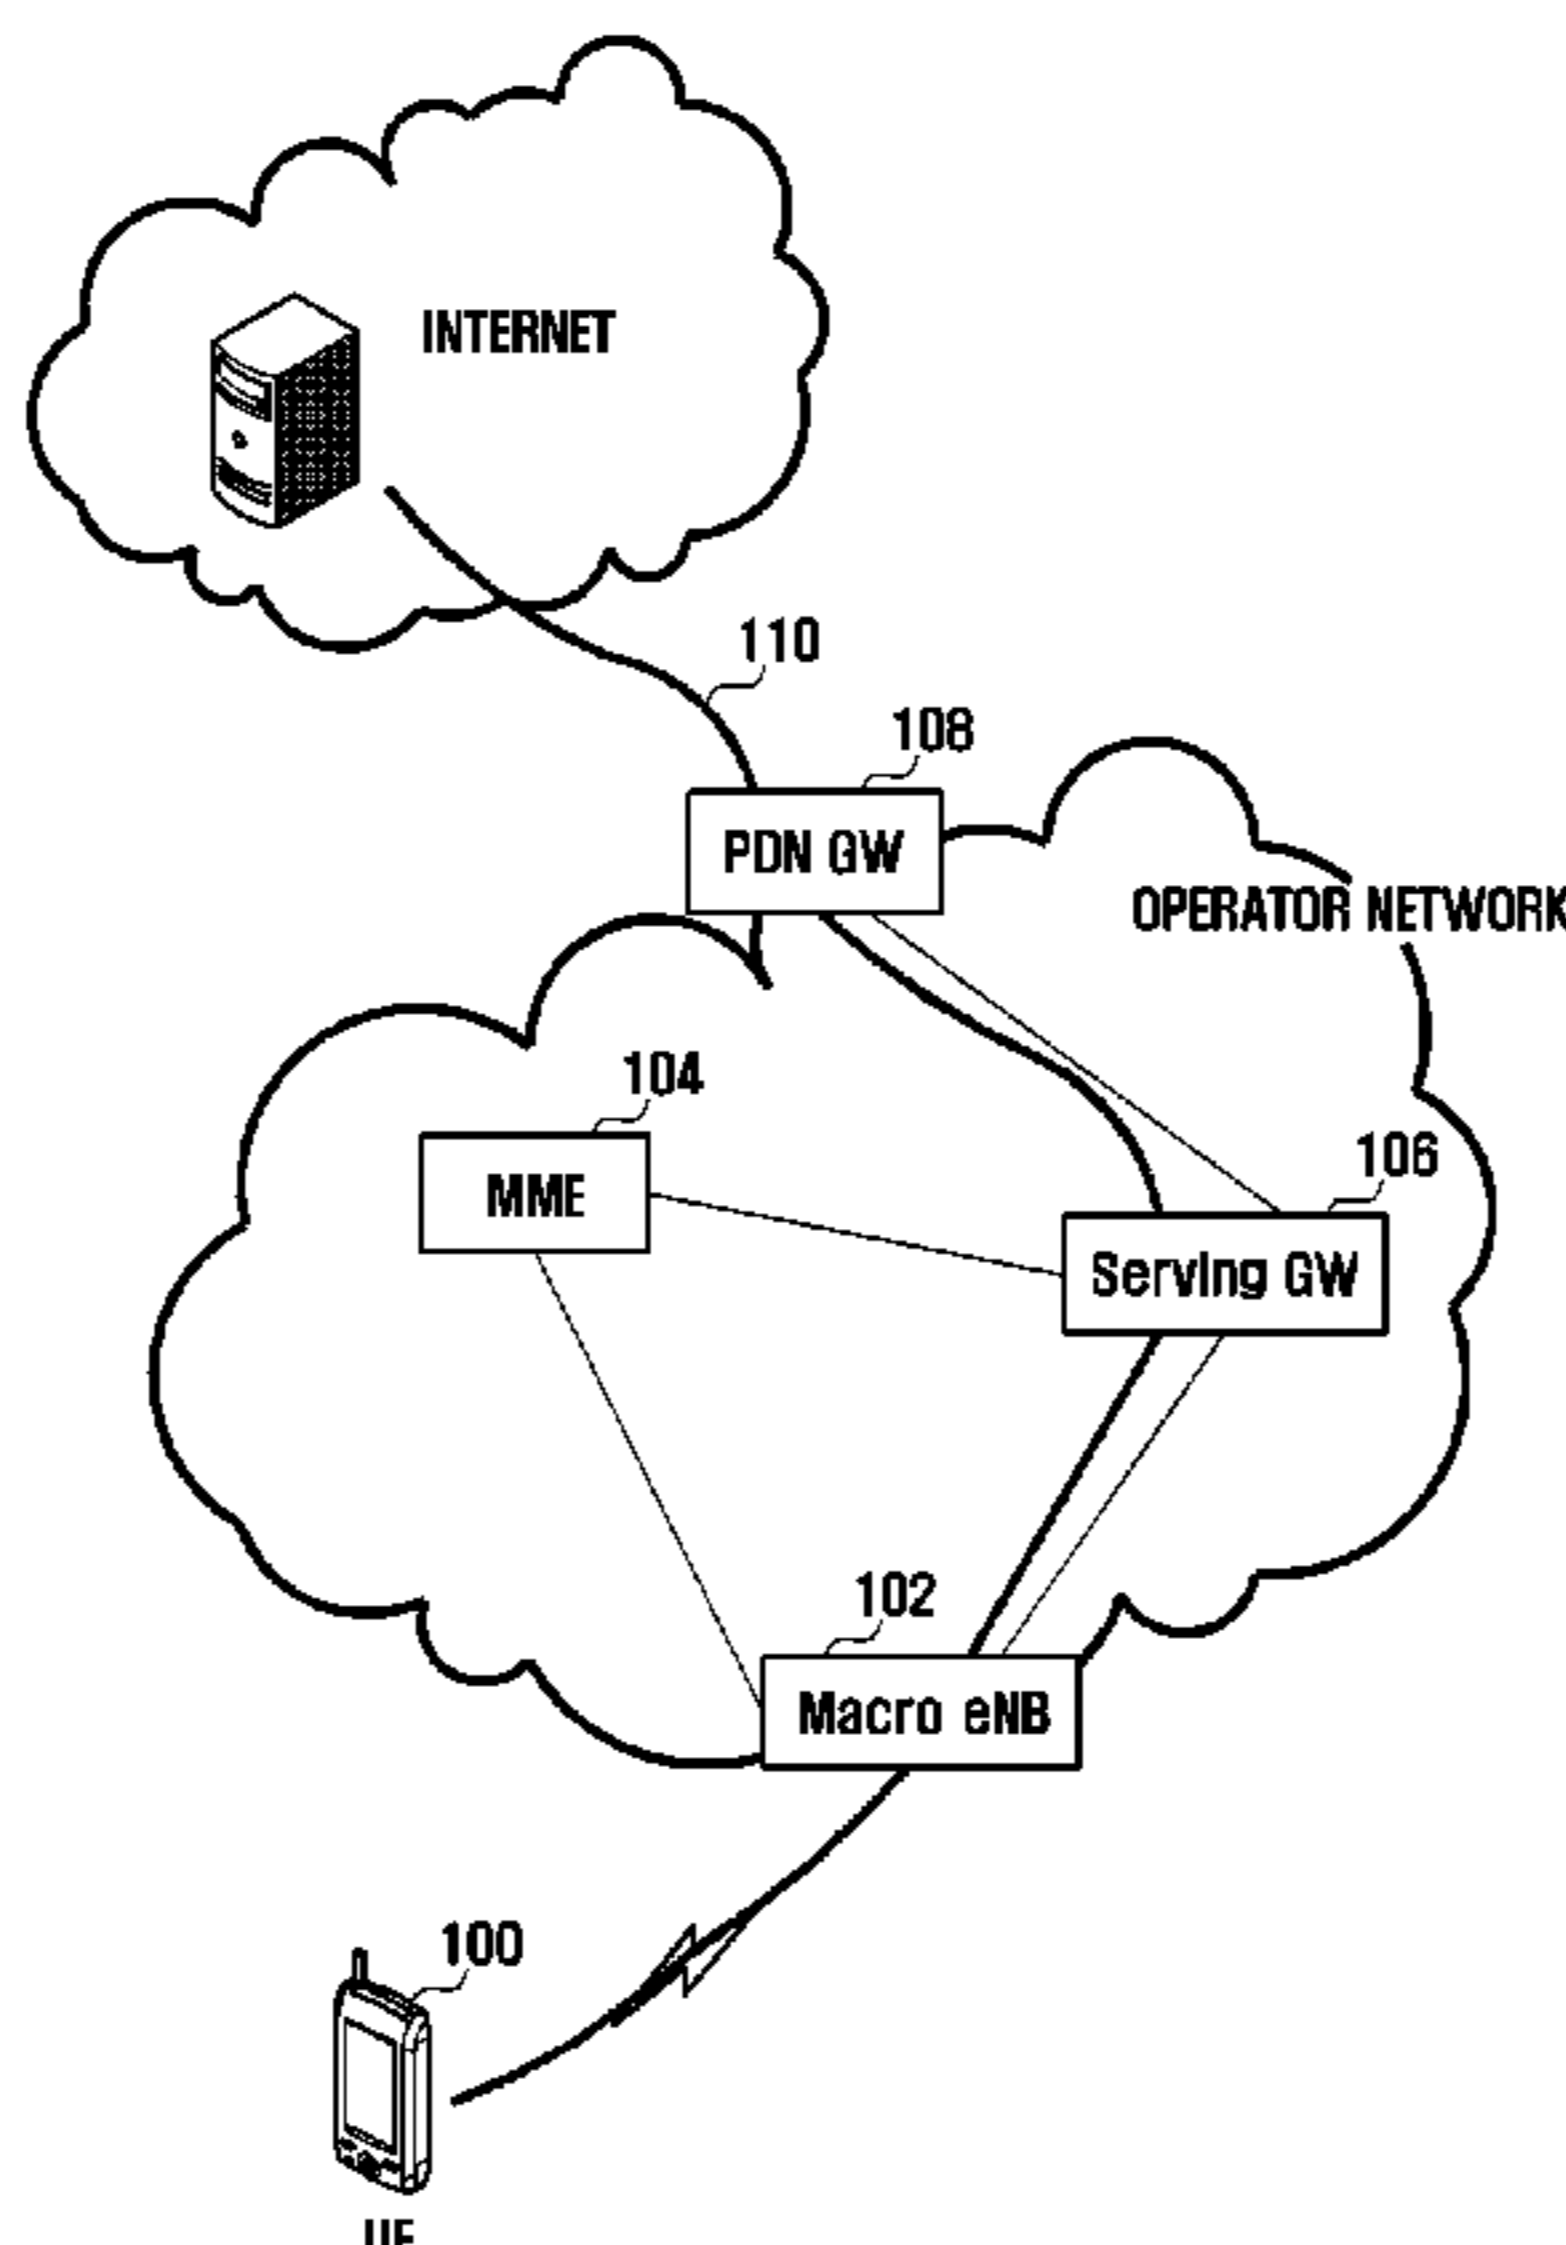 INTERNET
110
108
PDN GW
OPERATOR NETWORK
104
MME
106
Serving GW
102
Macro eNB
100
UE